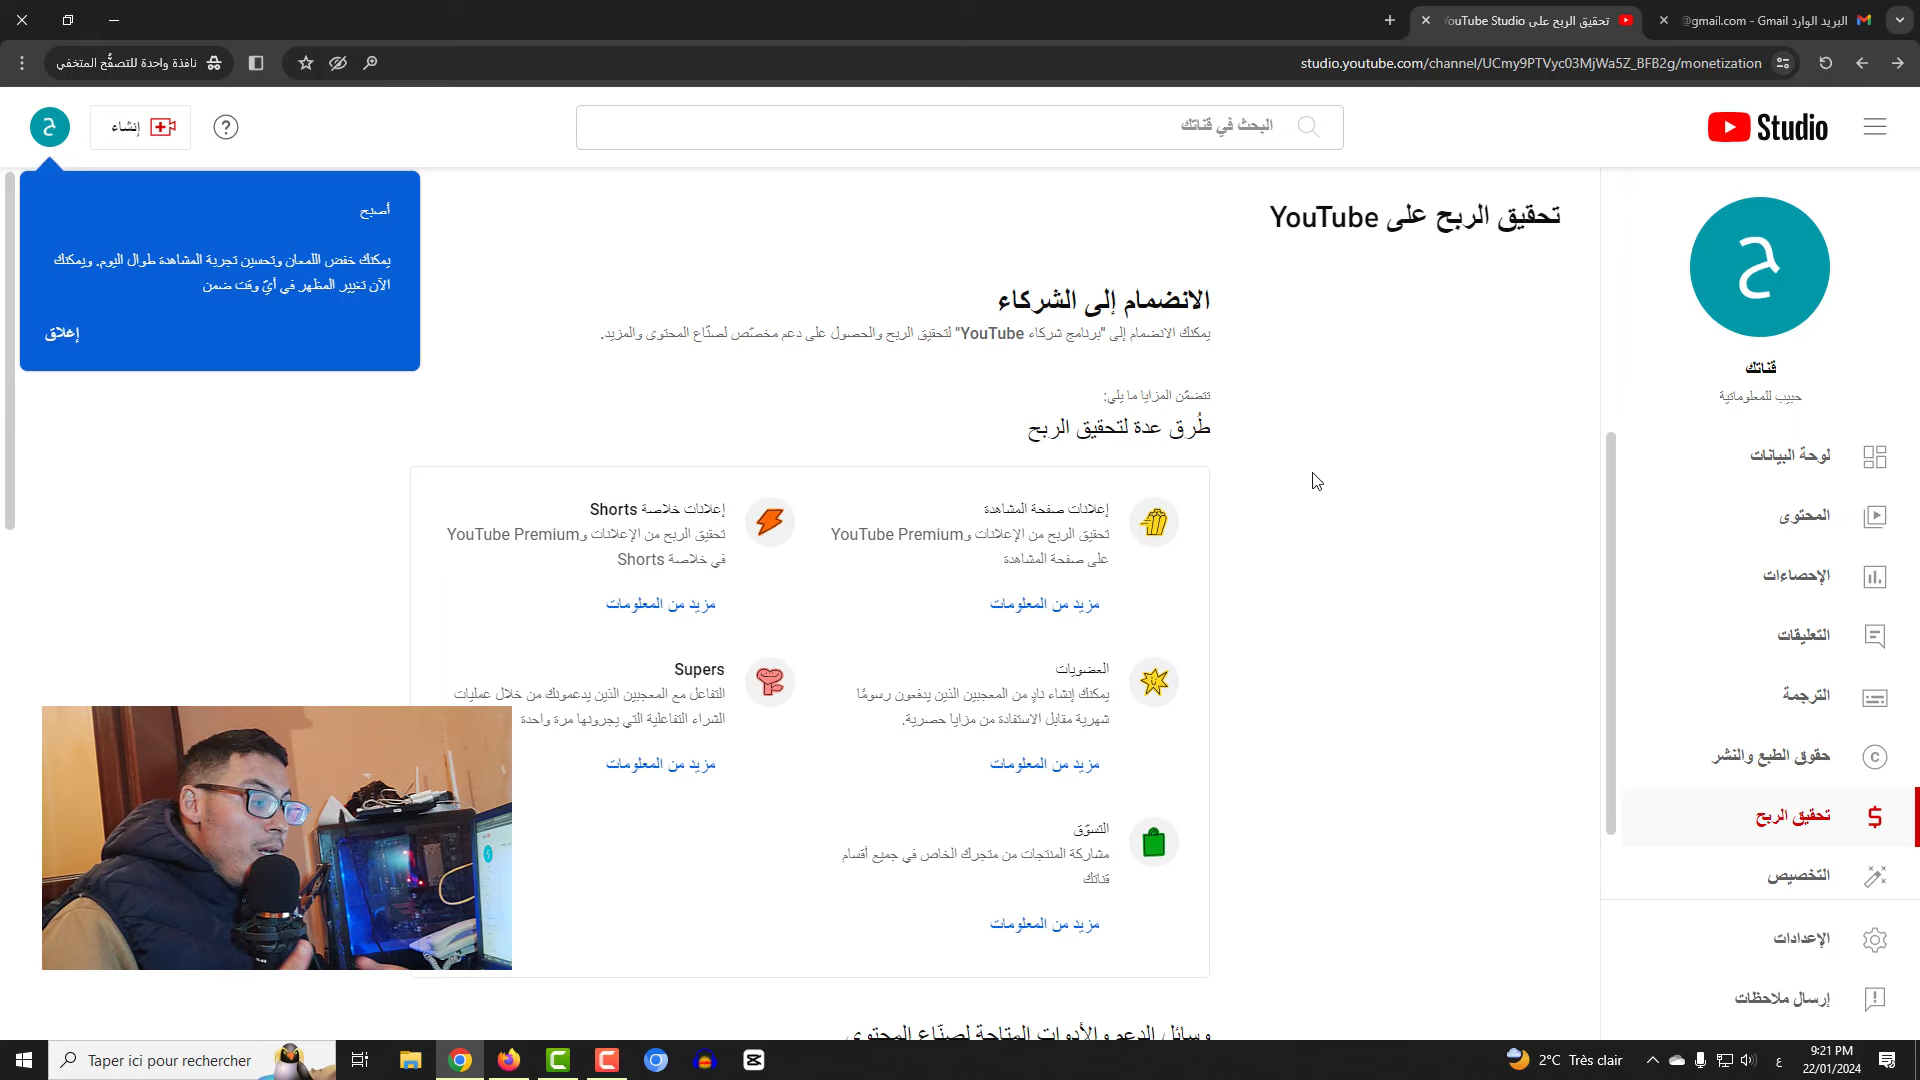 البريد الوارد @gmail.com - Gmail
تحقيق الربح على YouTube Studio
studio.youtube.com/channel/UCmy9PTVyc03MjWa5Z_BFB2g/monetization
نافذة واحدة للتصفُّح المتخفي
Studio
البحث في قناتك
إنشاء
أصبح
يمكنك خفض اللمعان وتحسين تجربة المشاهدة طوال اليوم. ويمكنك
الآن تغيير المظهر في أيّ وقت ضمن
إغلاق
قناتك
حبيب للمعلوماتية
لوحة البيانات
المحتوى
الإحصاءات
التعليقات
الترجمة
حقوق الطبع والنشر
تحقيق الربح
التخصيص
الإعدادات
إرسال ملاحظات
تحقيق الربح على YouTube
الانضمام إلى الشركاء
يمكنك الانضمام إلى "برنامج شركاء YouTube" لتحقيق الربح والحصول على دعم مخصّص لصنّاع المحتوى والمزيد.
تتضمّن المزايا ما يلي:
طُرق عدة لتحقيق الربح
إعلانات صفحة المشاهدة
تحقيق الربح من الإعلانات وYouTube Premium
على صفحة المشاهدة
مزيد من المعلومات
إعلانات خلاصة Shorts
تحقيق الربح من الإعلانات وYouTube Premium
في خلاصة Shorts
مزيد من المعلومات
العضويات
يمكنك إنشاء نادٍ من المعجبين الذين يدفعون رسومًا
شهرية مقابل الاستفادة من مزايا حصرية.
مزيد من المعلومات
Supers
التفاعل مع المعجبين الذين يدعمونك من خلال عمليات
الشراء التفاعلية التي يجرونها مرة واحدة
مزيد من المعلومات
التسوّق
مشاركة المنتجات من متجرك الخاص في جميع أقسام
قناتك
مزيد من المعلومات
وسائل الدعم والأدوات المتاحة لصنّاع المحتوى
Taper ici pour rechercher
2°C Très clair
ع
9:21 PM
22/01/2024